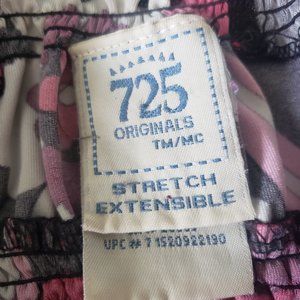 725
ORIGINALS
TM/MC
STRETCH
EXTENSIBLE
UPC # 7 1520922190